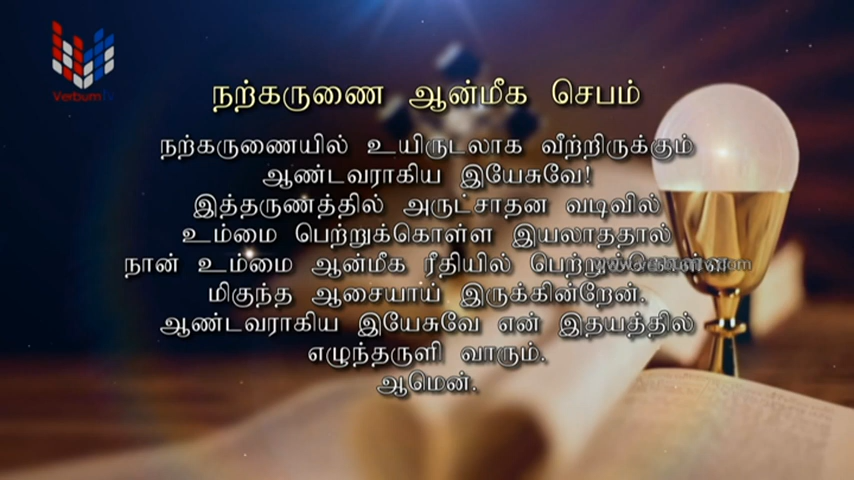 VerbumTV
நற்கருணை ஆன்மீக செபம்
நற்கருணையில் உயிருடலாக வீற்றிருக்கும்
ஆண்டவராகிய இயேசுவே!
இத்தருணத்தில் அருட்சாதன வடிவில்
உம்மை பெற்றுக்கொள்ள இயலாததால்
நான் உம்மை ஆன்மீக ரீதியில் பெற்றுக்கொள்ள
மிகுந்த ஆசையாய் இருக்கின்றேன்.
ஆண்டவராகிய இயேசுவே என் இதயத்தில்
எழுந்தருளி வாரும்.
ஆமென்.